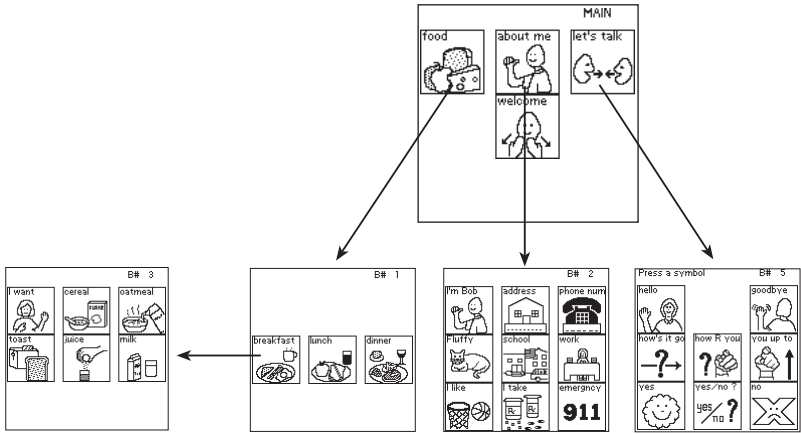 MAIN
food about me let's talk
welcome
B# 3
I want cereal oatmeal
toast juice milk
B# 1
breakfast lunch dinner
B# 2
I'm Bob address phone num
Fluffy school work
I like I take emergncy
Rx Rx
911
Press a symbol B# 5
hello goodbye
how's it go how R you you up to
? ?
yes yes/no ? no
yes/no?